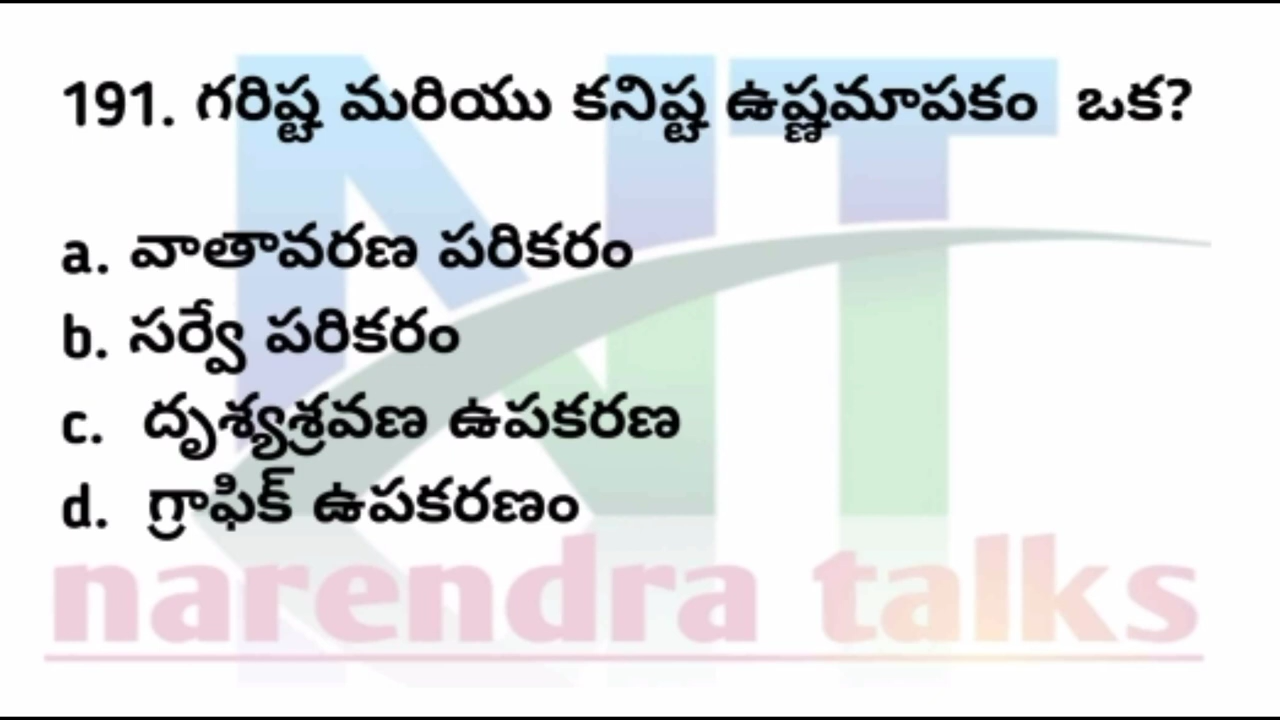 191. గరిష్ట మరియు కనిష్ట ఉష్ణమాపకం ఒక?
a. వాతావరణ పరికరం
b. సర్వే పరికరం
c. దృశ్యశ్రవణ ఉపకరణ
d. గ్రాఫిక్ ఉపకరణం
NT
narendra talks